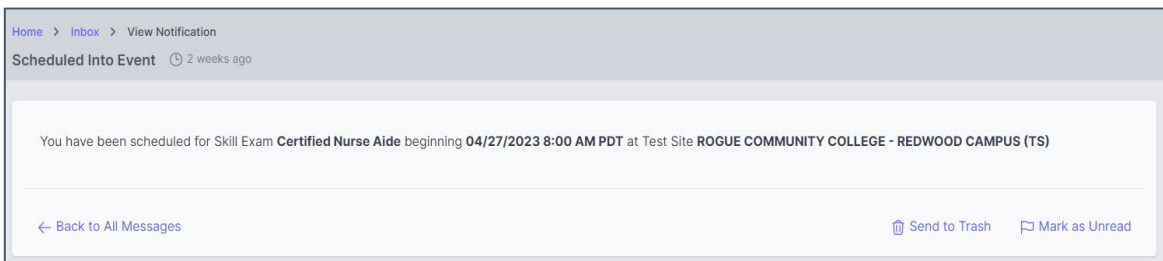 Home > Inbox > View Notification
Scheduled Into Event 2 weeks ago
You have been scheduled for Skill Exam Certified Nurse Aide beginning 04/27/2023 8:00 AM PDT at Test Site ROGUE COMMUNITY COLLEGE - REDWOOD CAMPUS (TS)
← Back to All Messages Send to Trash Mark as Unread